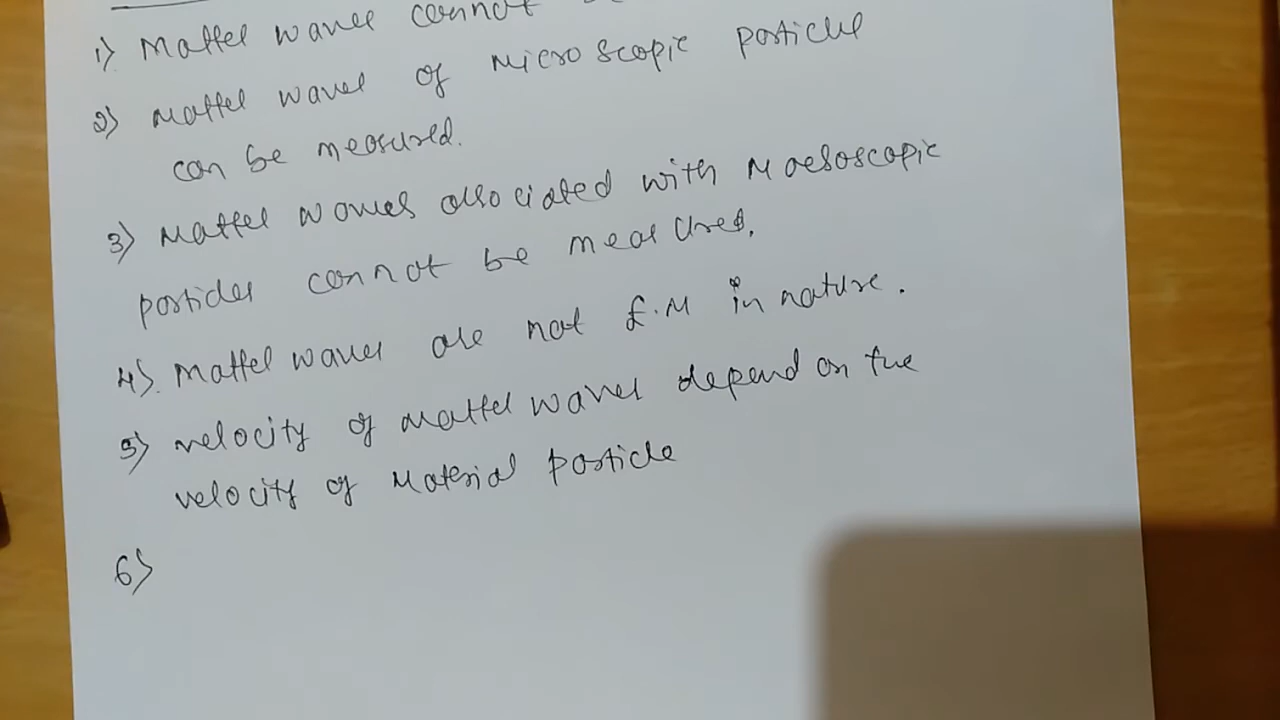 1) Matter waves cannot
2) Matter waves of microscopic particle
can be measured.
3) Matter waves associated with Macroscopic
particles cannot be measured.
4) Matter waves are not E.M in nature.
5) velocity of matter waves depend on the
velocity of Material particle
6)